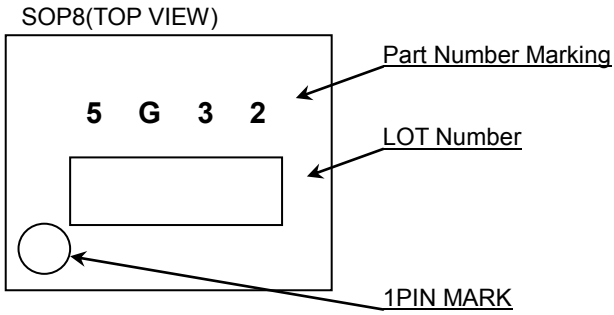 SOP8(TOP VIEW)
Part Number Marking
5 G 3 2
LOT Number
1PIN MARK